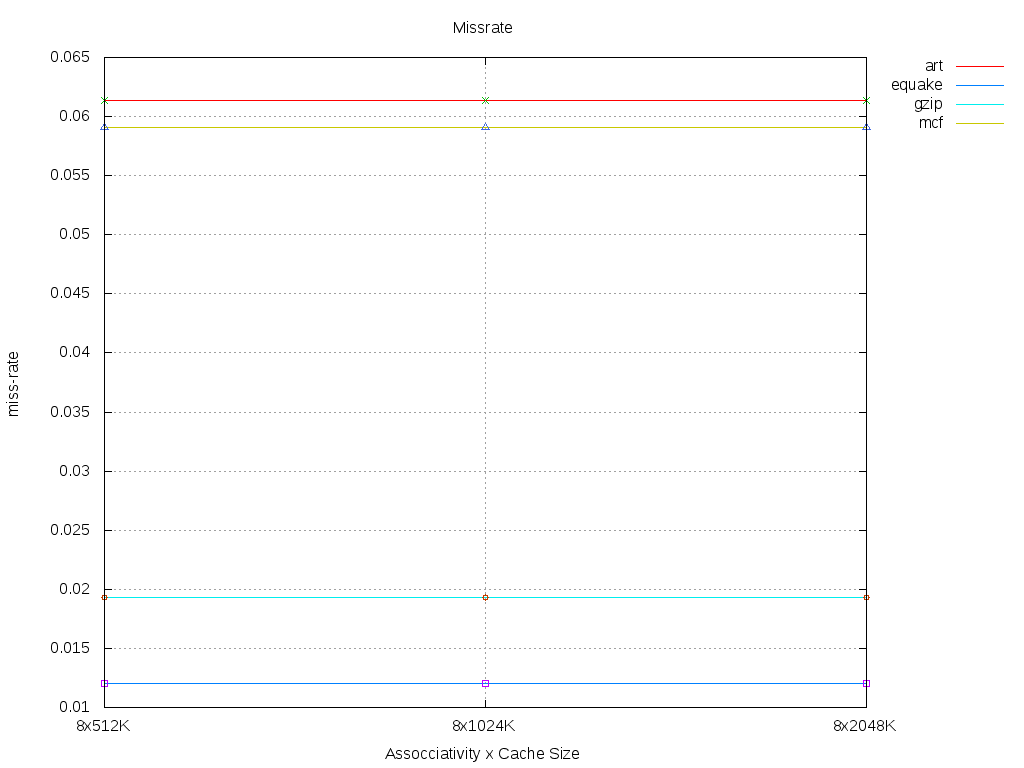 Missrate
art
equake
gzip
mcf
0.065
0.06
0.055
0.05
0.045
0.04
0.035
0.03
0.025
0.02
0.015
0.01
miss-rate
8x512K 8x1024K 8x2048K
Assocciativity x Cache Size